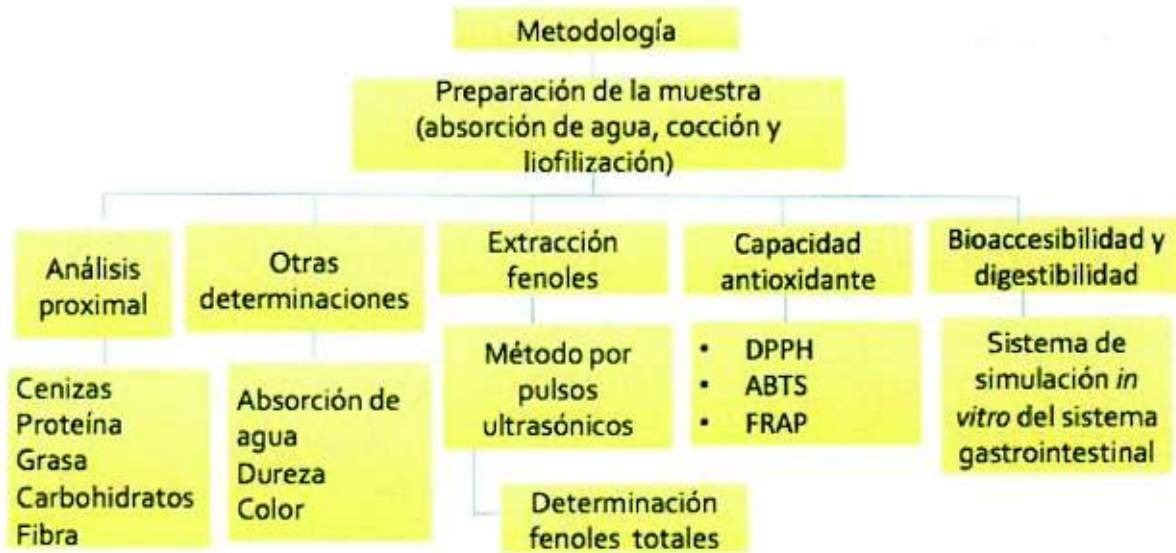 Metodología
Preparación de la muestra
(absorción de agua, cocción y
liofilización)
Análisis
proximal
Cenizas
Proteína
Grasa
Carbohidratos
Fibra
Otras
determinaciones
Absorción de
agua
Dureza
Color
Extracción
fenoles
Método por
pulsos
ultrasónicos
Determinación
fenoles totales
Capacidad
antioxidante
• DPPH
• ABTS
• FRAP
Bioaccesibilidad y
digestibilidad
Sistema de
simulación in
vitro del sistema
gastrointestinal